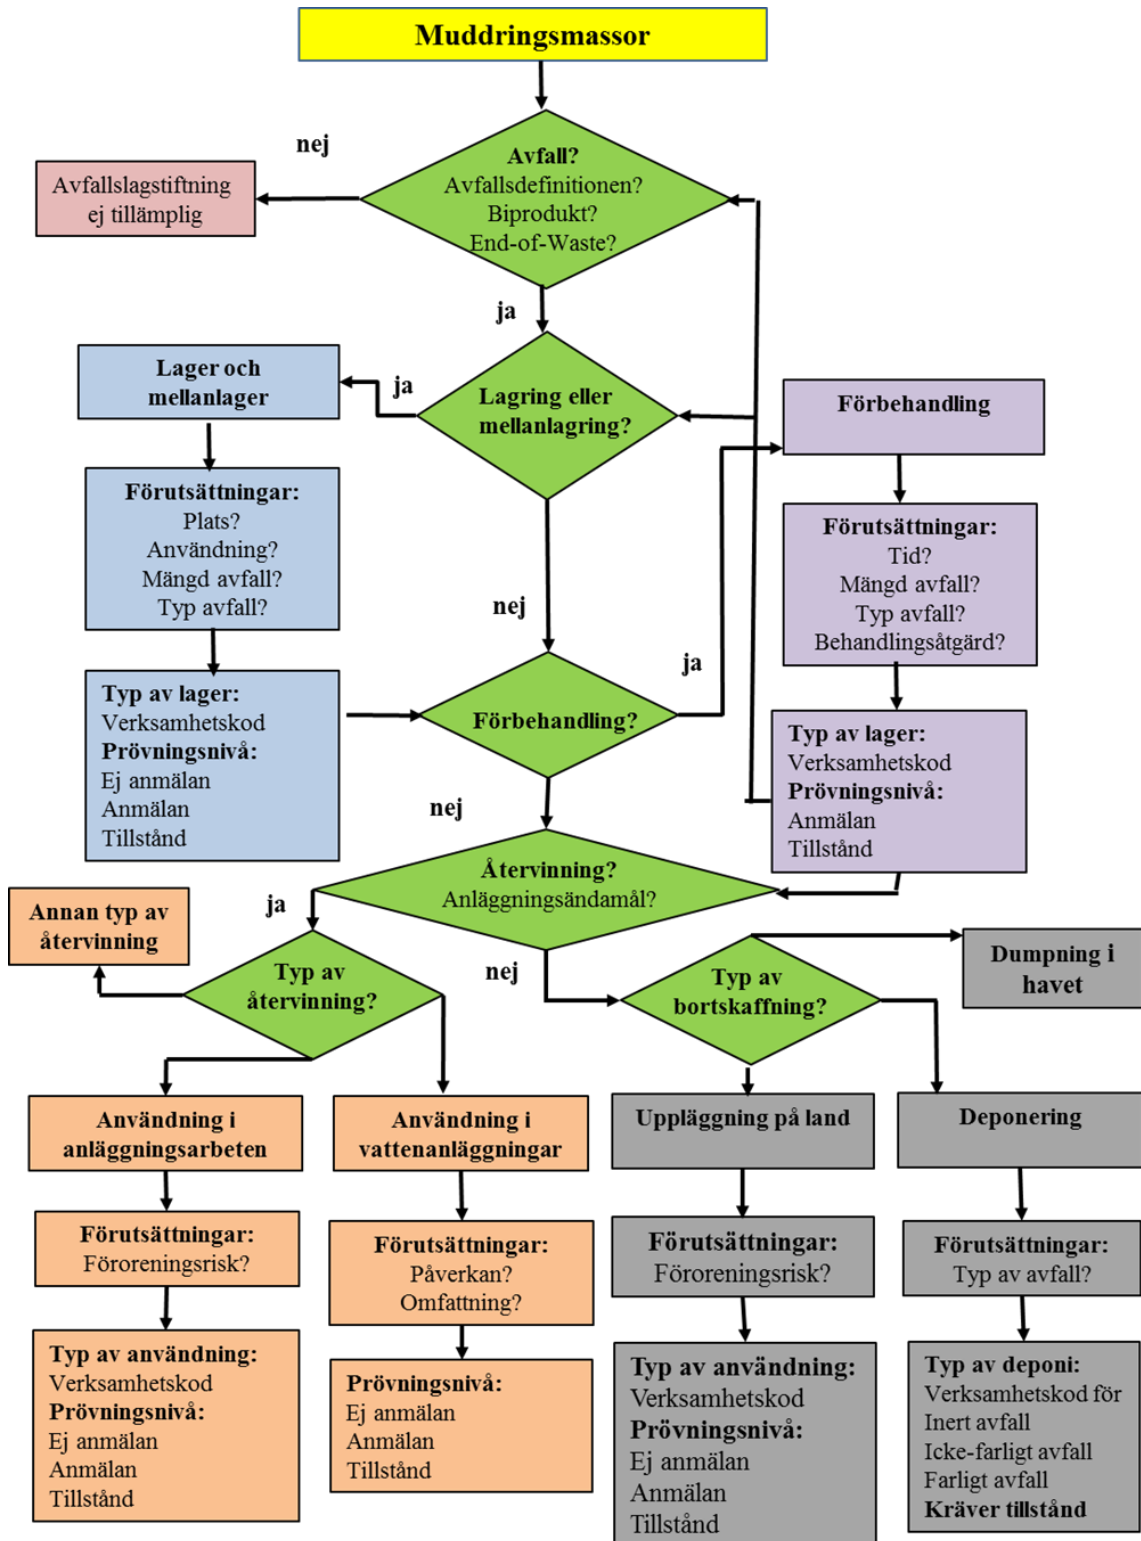 Muddringsmassor
nej
Avfall?
Avfallsdefinitionen?
Biprodukt?
End-of-Waste?
Avfallslagstiftning
ej tillämplig
ja
Lager och
mellanlager
ja
Lagring eller
mellanlagring?
Förbehandling
Förutsättningar:
Plats?
Användning?
Mängd avfall?
Typ avfall?
Förutsättningar:
Tid?
Mängd avfall?
Typ avfall?
Behandlingsåtgärd?
nej
ja
Typ av lager:
Verksamhetskod
Prövningsnivå:
Ej anmälan
Anmälan
Tillstånd
Förbehandling?
Typ av lager:
Verksamhetskod
Prövningsnivå:
Anmälan
Tillstånd
nej
Återvinning?
Anläggningsändamål?
ja
Annan typ av
återvinning
Typ av
återvinning?
nej
Typ av
bortskaffning?
Dumpning i
havet
Användning i
anläggningsarbeten
Användning i
vattenanläggningar
Uppläggning på land
Deponering
Förutsättningar:
Föroreningsrisk?
Förutsättningar:
Påverkan?
Omfattning?
Förutsättningar:
Föroreningsrisk?
Förutsättningar:
Typ av avfall?
Typ av användning:
Verksamhetskod
Prövningsnivå:
Ej anmälan
Anmälan
Tillstånd
Prövningsnivå:
Ej anmälan
Anmälan
Tillstånd
Typ av användning:
Verksamhetskod
Prövningsnivå:
Ej anmälan
Anmälan
Tillstånd
Typ av deponi:
Verksamhetskod för
Inert avfall
Icke-farligt avfall
Farligt avfall
Kräver tillstånd